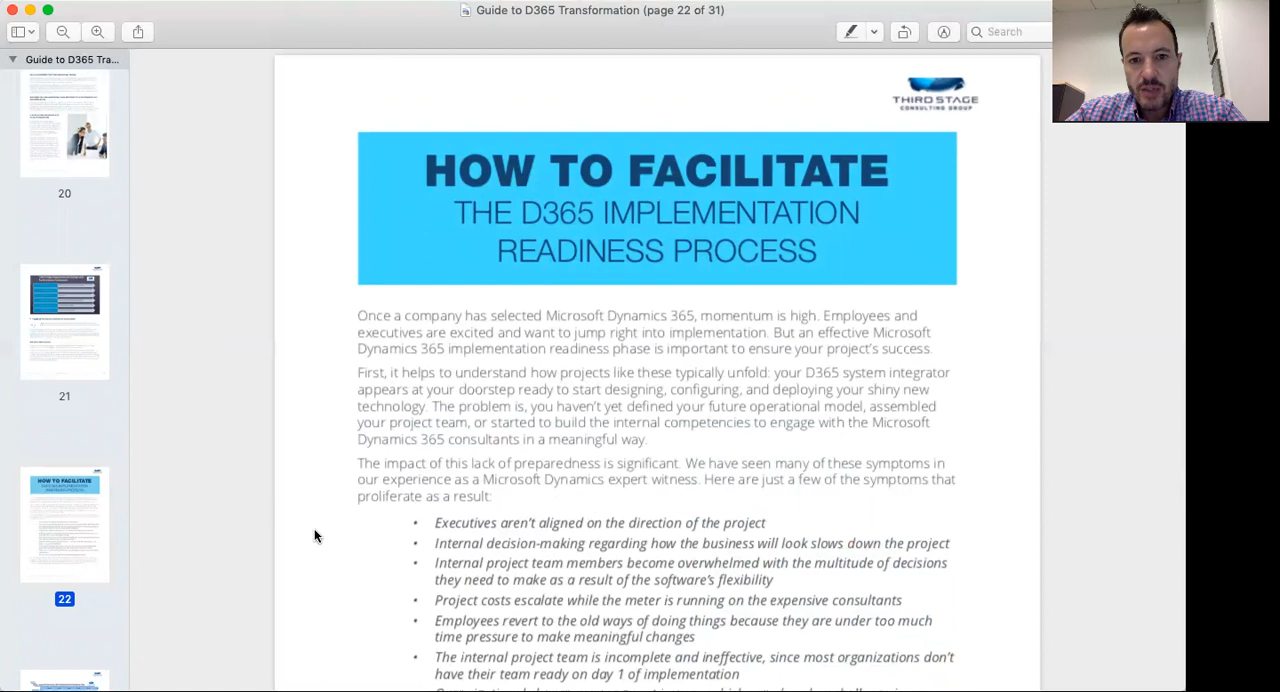 Guide to D365 Transformation (page 22 of 31)
Search
Guide to D365 Tra...
20
21
HOW TO FACILITATE
22
THIRD STAGE
CONSULTING GROUP
HOW TO FACILITATE
THE D365 IMPLEMENTATION
READINESS PROCESS
Once a company has selected Microsoft Dynamics 365, momentum is high. Employees and
executives are excited and want to jump right into implementation. But an effective Microsoft
Dynamics 365 implementation readiness phase is important to ensure your project's success.
First, it helps to understand how projects like these typically unfold: your D365 system integrator
appears at your doorstep ready to start designing, configuring, and deploying your shiny new
technology. The problem is, you haven't yet defined your future operational model, assembled
your project team, or started to build the internal competencies to engage with the Microsoft
Dynamics 365 consultants in a meaningful way.
The impact of this lack of preparedness is significant. We have seen many of these symptoms in
our experience as a Microsoft Dynamics expert witness. Here are just a few of the symptoms that
proliferate as a result:
• Executives aren't aligned on the direction of the project
• Internal decision-making regarding how the business will look slows down the project
• Internal project team members become overwhelmed with the multitude of decisions
they need to make as a result of the software's flexibility
• Project costs escalate while the meter is running on the expensive consultants
• Employees revert to the old ways of doing things because they are under too much
time pressure to make meaningful changes
• The internal project team is incomplete and ineffective, since most organizations don't
have their team ready on day 1 of implementation